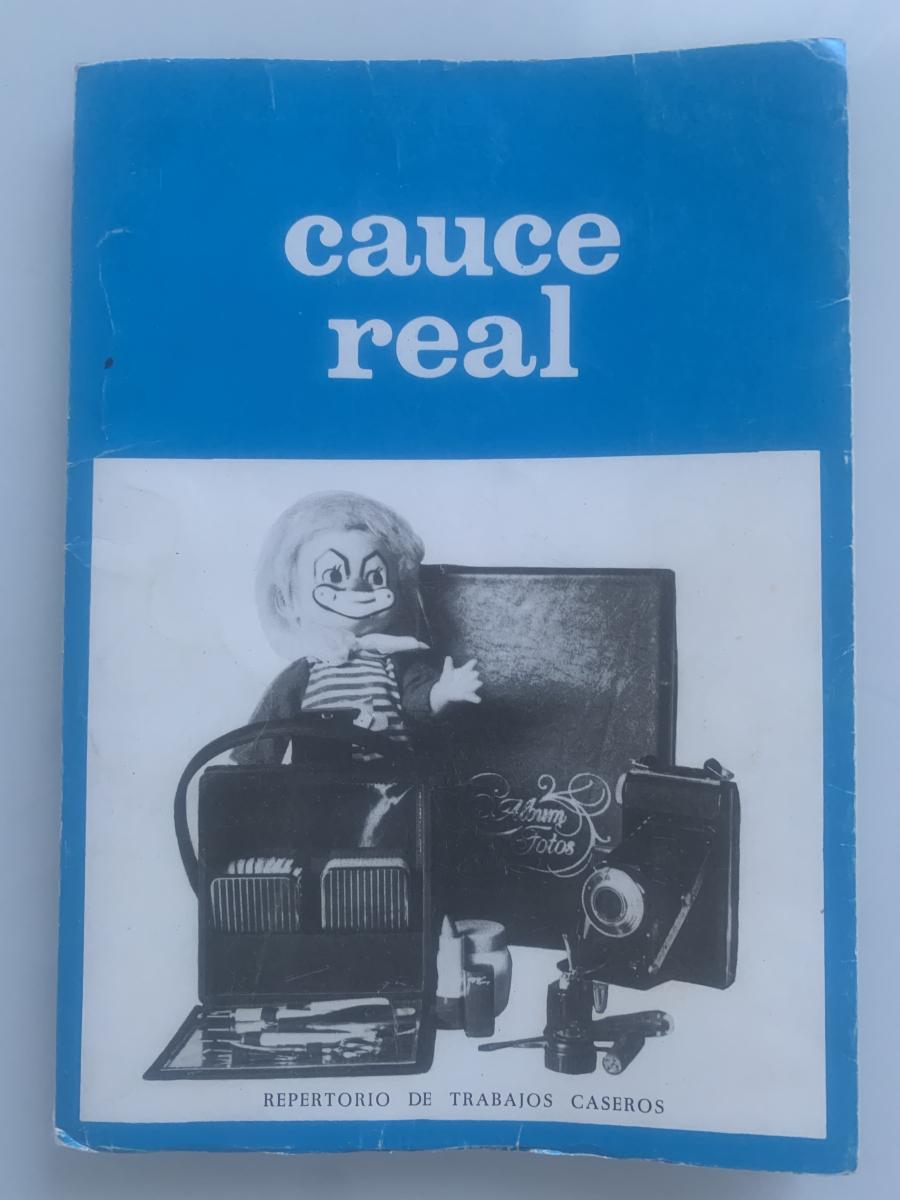 cauce
real
Album
Fotos
REPERTORIO DE TRABAJOS CASEROS